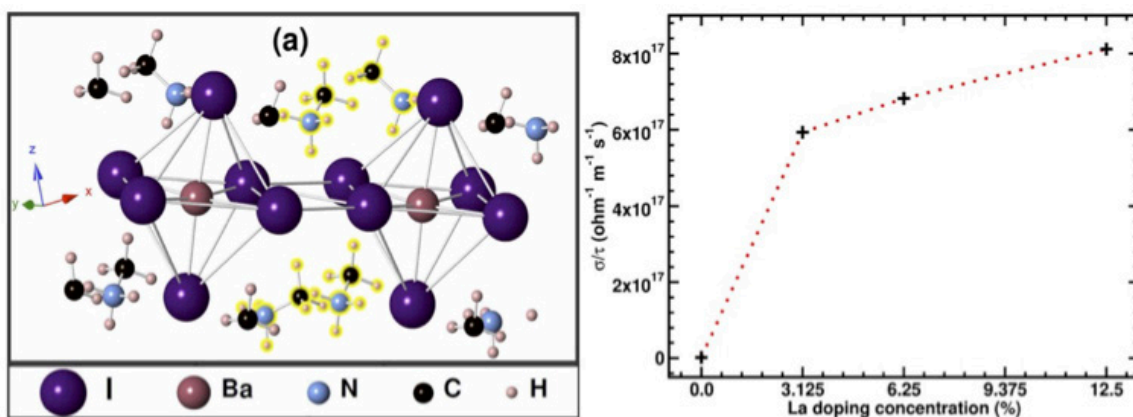 (a)
z
y
x
I
Ba
N
C
H
σ/τ (ohm⁻¹ m⁻¹ s⁻¹)
8x10¹⁷
6x10¹⁷
4x10¹⁷
2x10¹⁷
0
0.0
3.125
6.25
9.375
12.5
La doping concentration (%)